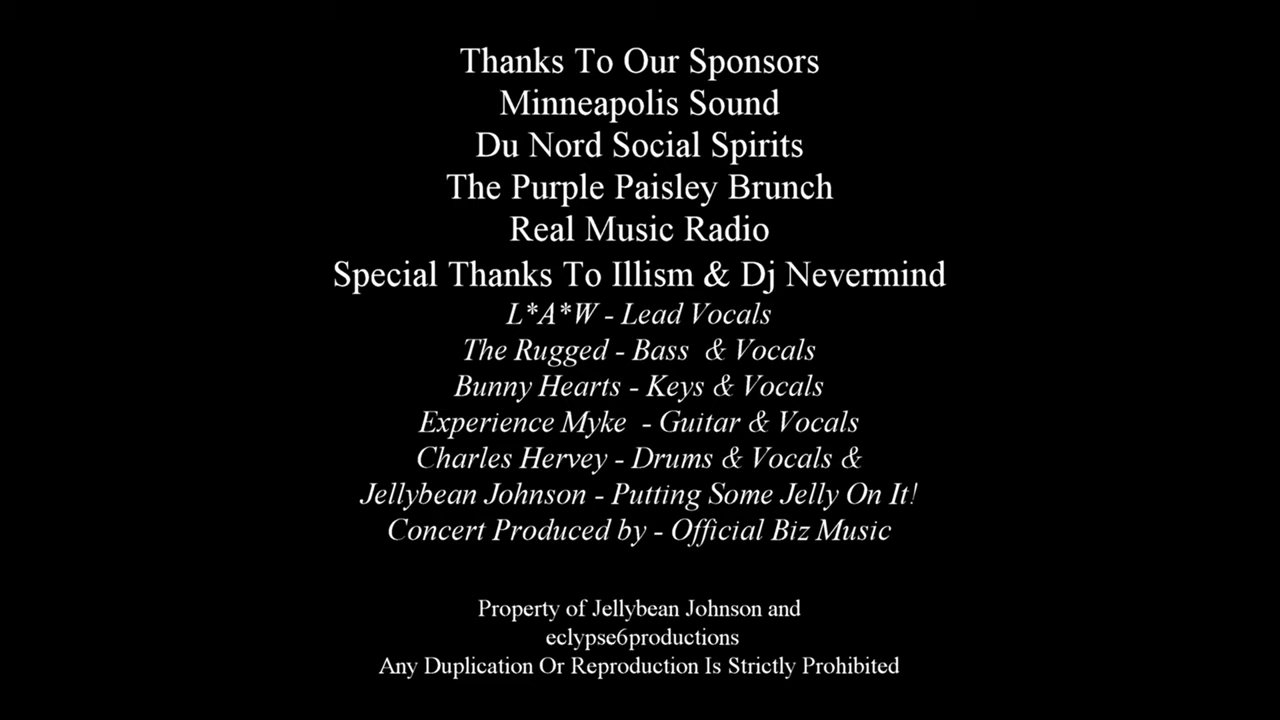 Thanks To Our Sponsors
Minneapolis Sound
Du Nord Social Spirits
The Purple Paisley Brunch
Real Music Radio
Special Thanks To Illism & Dj Nevermind
L*A*W - Lead Vocals
The Rugged - Bass  & Vocals
Bunny Hearts - Keys & Vocals
Experience Myke  - Guitar & Vocals
Charles Hervey - Drums & Vocals &
Jellybean Johnson - Putting Some Jelly On It!
Concert Produced by - Official Biz Music
Property of Jellybean Johnson and
eclypse6productions
Any Duplication Or Reproduction Is Strictly Prohibited